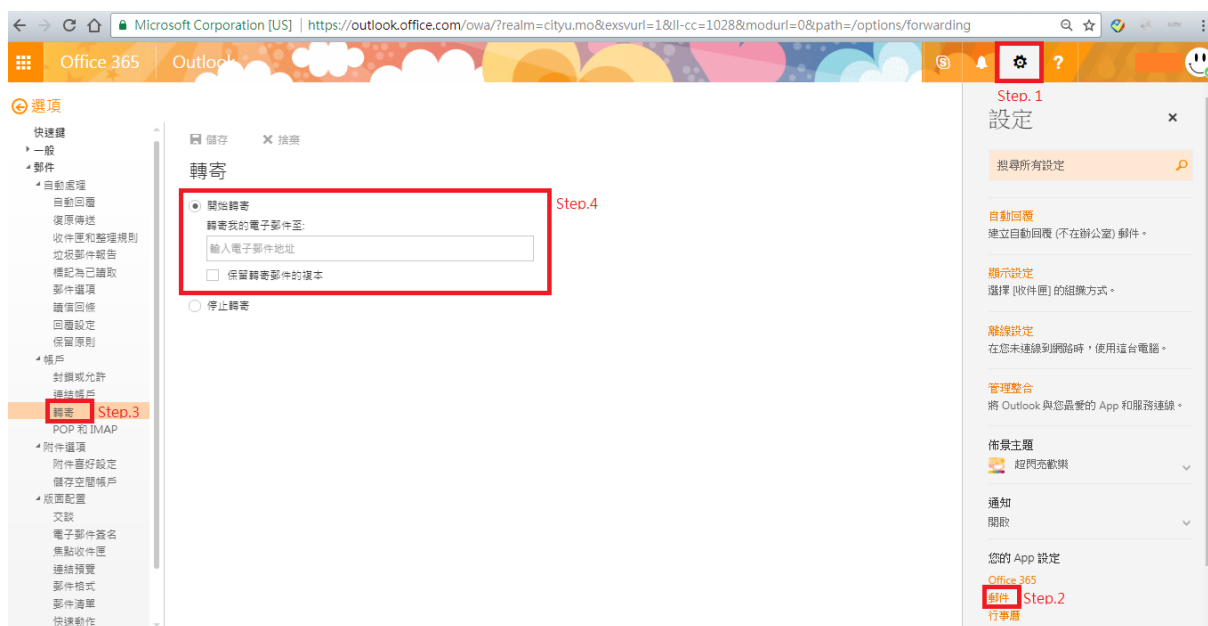 Microsoft Corporation [US] | https://outlook.office.com/owa/?realm=cityu.mo&exsvurl=1&ll-cc=1028&modurl=0&path=/options/forwarding
Office 365
Outlook
?
Step. 1
選項
快速鍵
一般
郵件
自動處理
自動回覆
復原傳送
收件匣和整理規則
垃圾郵件報告
標記為已讀取
郵件選項
讀信回條
回覆設定
保留原則
帳戶
封鎖或允許
連結帳戶
轉寄 Step.3
POP 和 IMAP
附件選項
附件喜好設定
儲存空間帳戶
版面配置
交談
電子郵件簽名
焦點收件匣
連結預覽
郵件格式
郵件清單
快速動作
儲存 捨棄
轉寄
開始轉寄
轉寄我的電子郵件至:
輸入電子郵件地址
保留轉寄郵件的複本
Step.4
停止轉寄
設定
搜尋所有設定
自動回覆
建立自動回覆 (不在辦公室) 郵件。
顯示設定
選擇 [收件匣] 的組織方式。
離線設定
在您未連線到網路時，使用這台電腦。
管理整合
將 Outlook 與您最愛的 App 和服務連線。
佈景主題
超閃亮歡樂
通知
開啟
您的 App 設定
Office 365
郵件 Step.2
行事曆